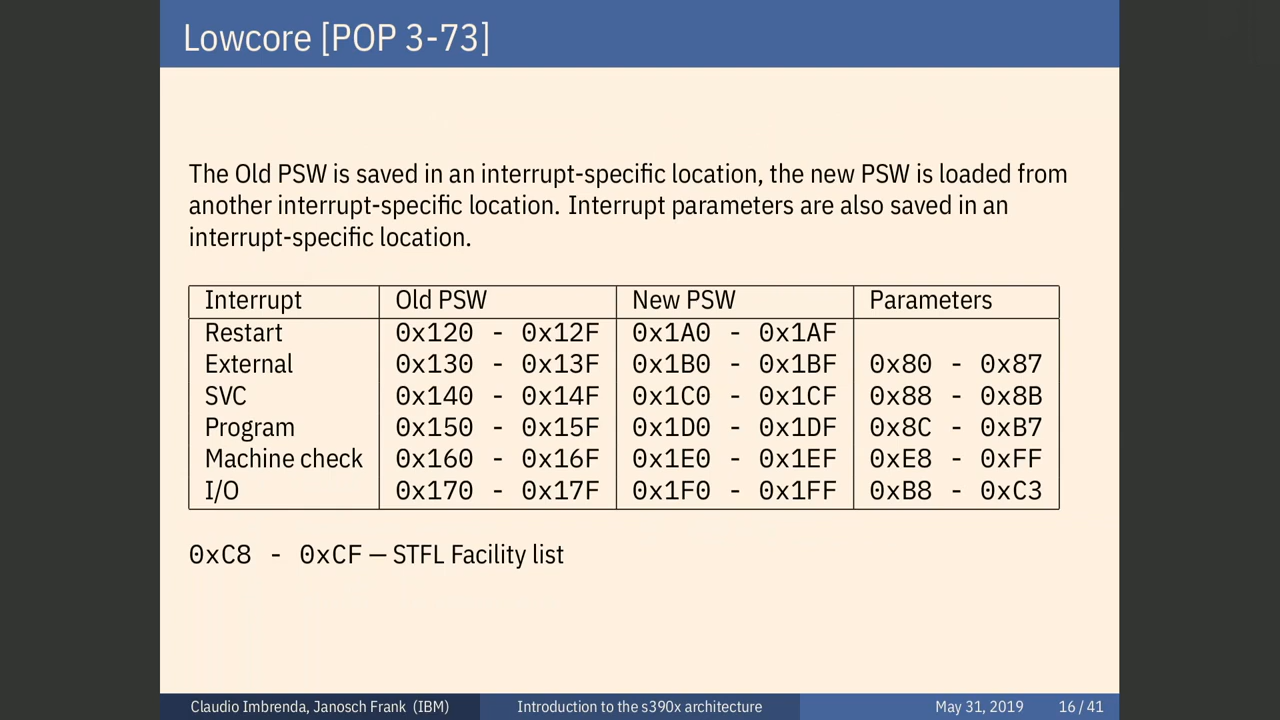 Lowcore [POP 3-73]
The Old PSW is saved in an interrupt-specific location, the new PSW is loaded from
another interrupt-specific location. Interrupt parameters are also saved in an
interrupt-specific location.
Interrupt Old PSW New PSW Parameters
Restart 0x120 - 0x12F 0x1A0 - 0x1AF
External 0x130 - 0x13F 0x1B0 - 0x1BF 0x80 - 0x87
SVC 0x140 - 0x14F 0x1C0 - 0x1CF 0x88 - 0x8B
Program 0x150 - 0x15F 0x1D0 - 0x1DF 0x8C - 0xB7
Machine check 0x160 - 0x16F 0x1E0 - 0x1EF 0xE8 - 0xFF
I/O 0x170 - 0x17F 0x1F0 - 0x1FF 0xB8 - 0xC3
0xC8 - 0xCF — STFL Facility list
Claudio Imbrenda, Janosch Frank (IBM) Introduction to the s390x architecture May 31, 2019 16 / 41